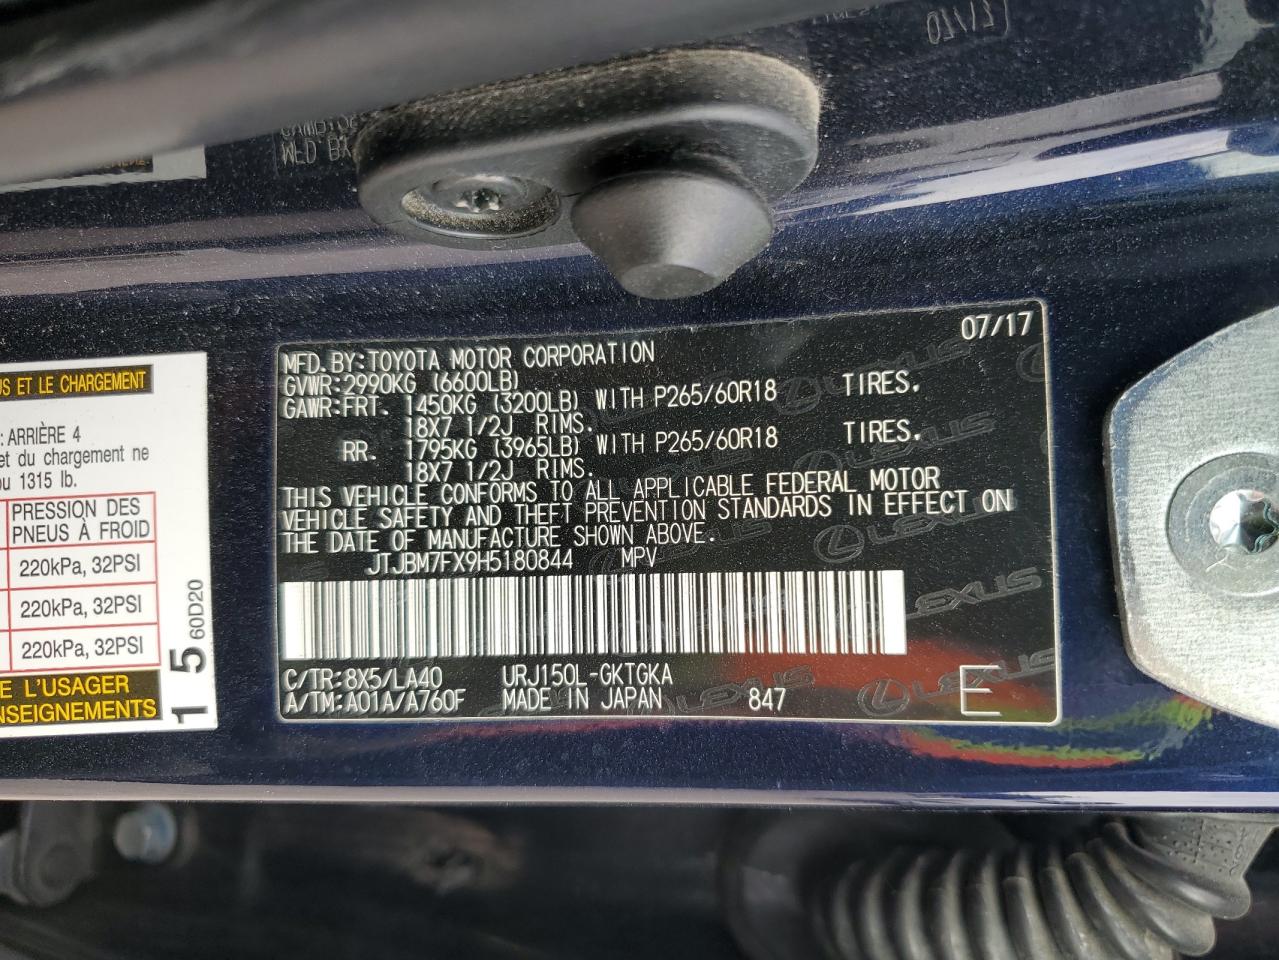 07/17
MFD.BY:TOYOTA MOTOR CORPORATION
GVWR:2990KG (6600LB)
GAWR:FRT. 1450KG (3200LB) WITH P265/60R18 TIRES.
18X7 1/2J RIMS.
RR. 1795KG (3965LB) WITH P265/60R18 TIRES.
18X7 1/2J RIMS.
THIS VEHICLE CONFORMS TO ALL APPLICABLE FEDERAL MOTOR
VEHICLE SAFETY AND THEFT PREVENTION STANDARDS IN EFFECT ON
THE DATE OF MANUFACTURE SHOWN ABOVE.
JTJBM7FX9H5180844 MPV
C/TR:8X5/LA40 URJ150L-GKTGKA
A/TM:A01A/A760F MADE IN JAPAN 847 E
LEXUS
ET LE CHARGEMENT
: ARRIÈRE 4
et du chargement ne
1315 lb.
PRESSION DES
PNEUS À FROID
220kPa, 32PSI
220kPa, 32PSI
220kPa, 32PSI
L'USAGER
15 60D20